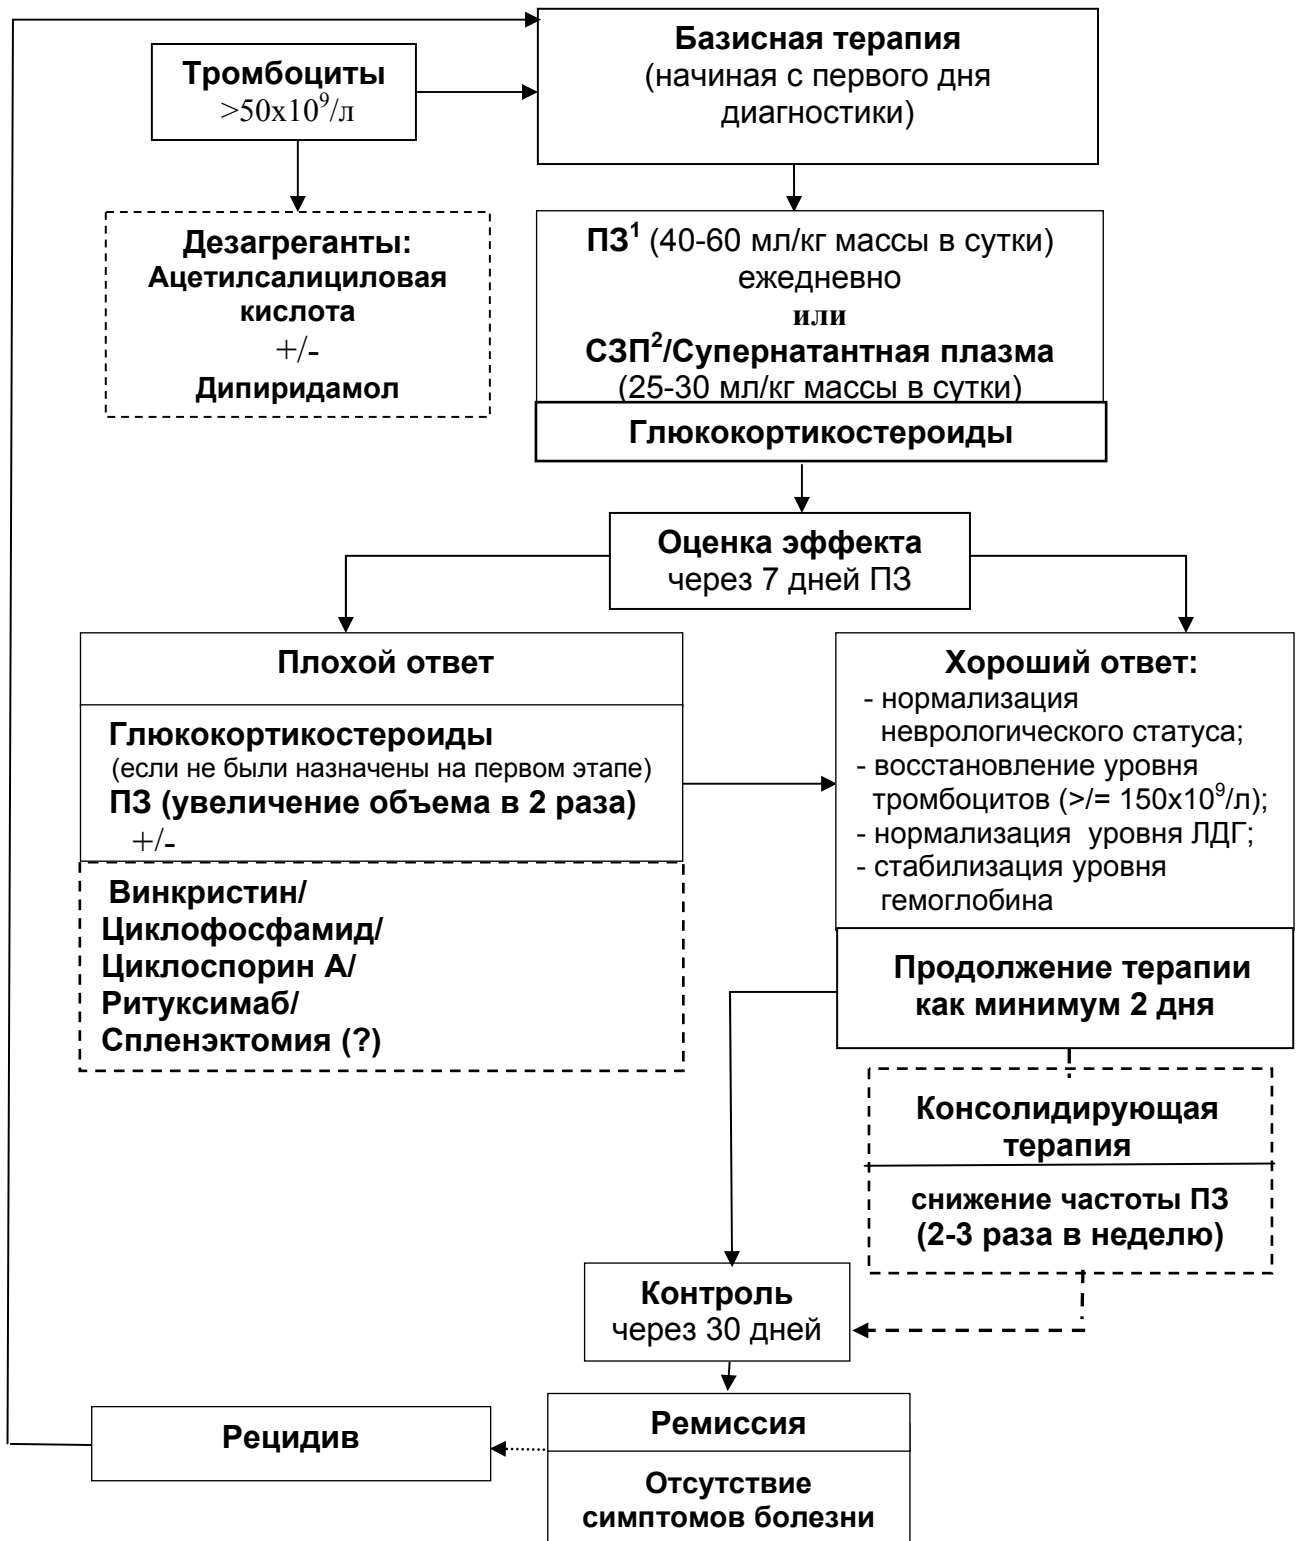 Базисная терапия
(начиная с первого дня
диагностики)
Тромбоциты
>50x10⁹/л
Дезагреганты:
Ацетилсалициловая
кислота
+/-
Дипиридамол
ПЗ¹ (40-60 мл/кг массы в сутки)
ежедневно
или
СЗП²/Супернатантная плазма
(25-30 мл/кг массы в сутки)
Глюкокортикостероиды
Оценка эффекта
через 7 дней ПЗ
Плохой ответ
Глюкокортикостероиды
(если не были назначены на первом этапе)
ПЗ (увеличение объема в 2 раза)
+/-
Винкристин/
Циклофосфамид/
Циклоспорин А/
Ритуксимаб/
Спленэктомия (?)
Хороший ответ:
- нормализация
неврологического статуса;
- восстановление уровня
тромбоцитов (>/= 150x10⁹/л);
- нормализация уровня ЛДГ;
- стабилизация уровня
гемоглобина
Продолжение терапии
как минимум 2 дня
Консолидирующая
терапия
снижение частоты ПЗ
(2-3 раза в неделю)
Контроль
через 30 дней
Ремиссия
Отсутствие
симптомов болезни
Рецидив